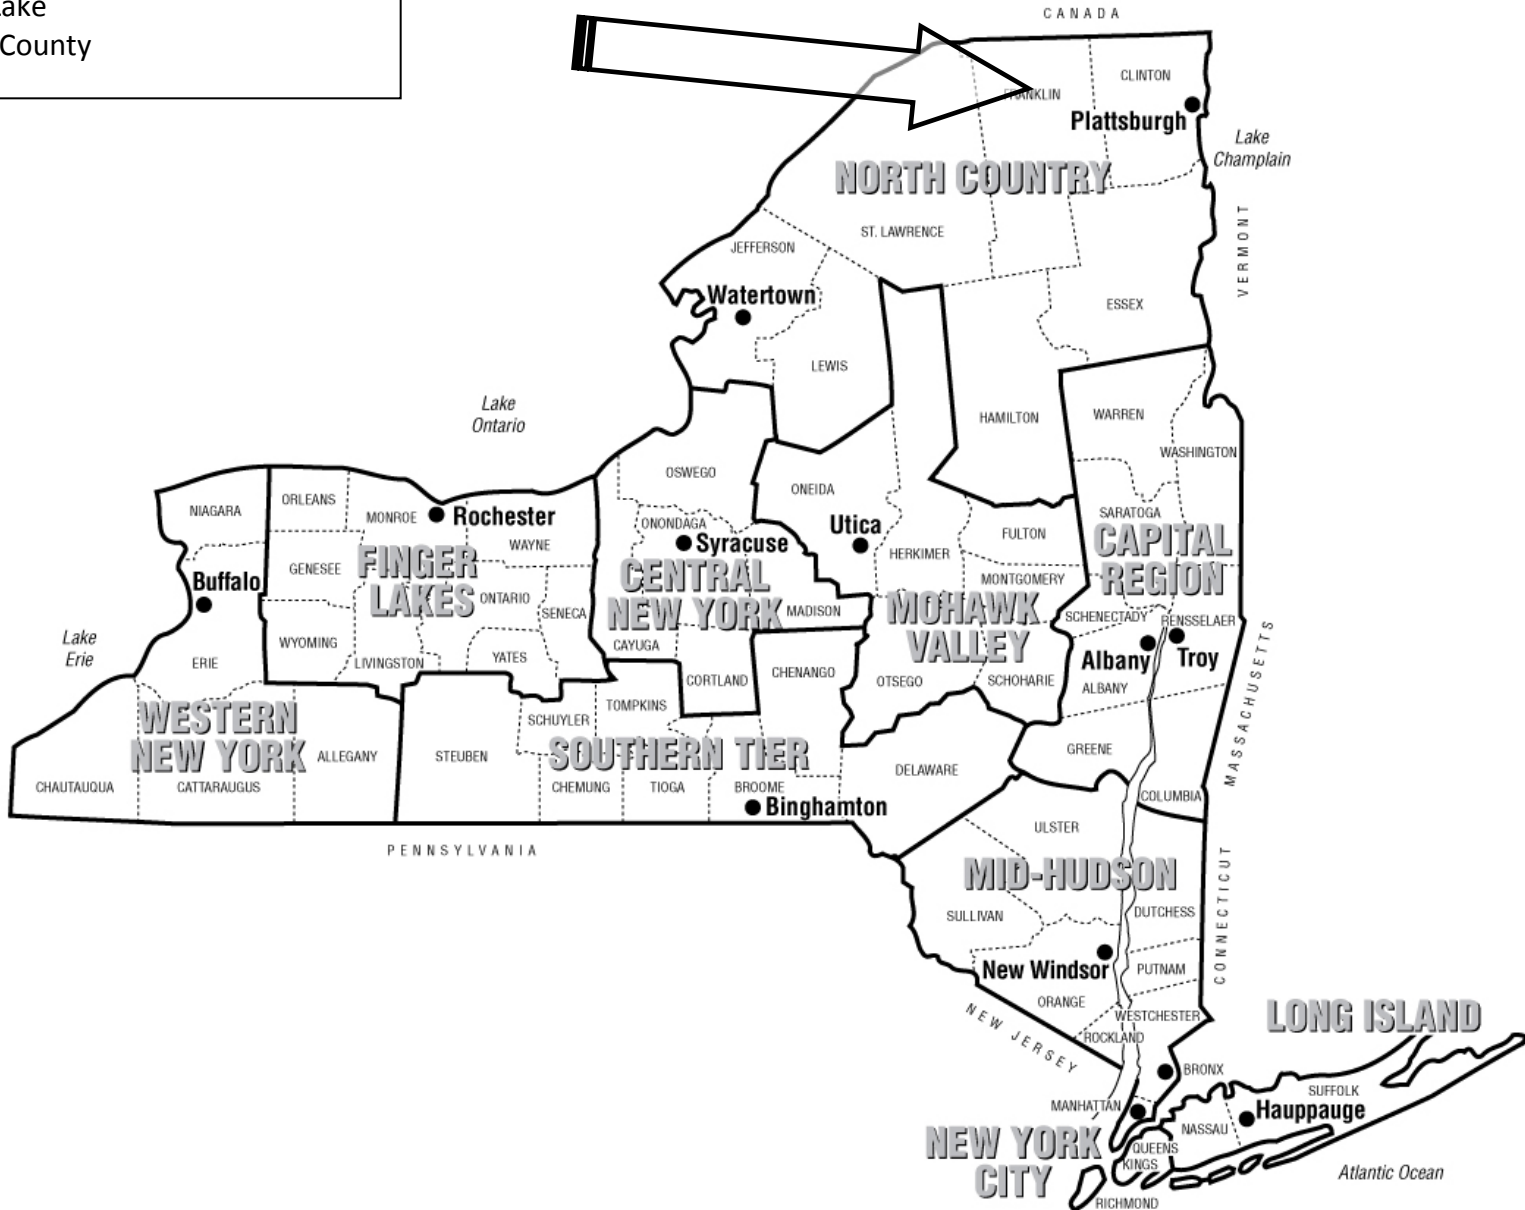 Lake
County
CANADA
FRANKLIN
CLINTON
Plattsburgh
Lake
Champlain
NORTH COUNTRY
VERMONT
ST. LAWRENCE
JEFFERSON
Watertown
ESSEX
LEWIS
Lake
Ontario
HAMILTON
WARREN
WASHINGTON
OSWEGO
ONEIDA
NIAGARA
ORLEANS
MONROE
Rochester
SARATOGA
ONONDAGA
Utica
FULTON
CAPITAL
REGION
Syracuse
WAYNE
HERKIMER
FINGER
LAKES
GENESEE
CENTRAL
NEW YORK
MONTGOMERY
Buffalo
ONTARIO
SENECA
MADISON
MOHAWK
VALLEY
SCHENECTADY
RENSSELAER
Lake
Erie
WYOMING
CAYUGA
ERIE
LIVINGSTON
YATES
CHENANGO
Albany
Troy
CORTLAND
OTSEGO
SCHOHARIE
ALBANY
MASSACHUSETTS
TOMPKINS
WESTERN
NEW YORK
SCHUYLER
ALLEGANY
STEUBEN
SOUTHERN TIER
GREENE
DELAWARE
CHAUTAUQUA
CATTARAUGUS
CHEMUNG
TIOGA
BROOME
COLUMBIA
Binghamton
ULSTER
PENNSYLVANIA
MID-HUDSON
CONNECTICUT
SULLIVAN
DUTCHESS
New Windsor
PUTNAM
ORANGE
WESTCHESTER
LONG ISLAND
NEW JERSEY
ROCKLAND
BRONX
SUFFOLK
MANHATTAN
Hauppauge
NASSAU
NEW YORK
CITY
QUEENS
KINGS
Atlantic Ocean
RICHMOND